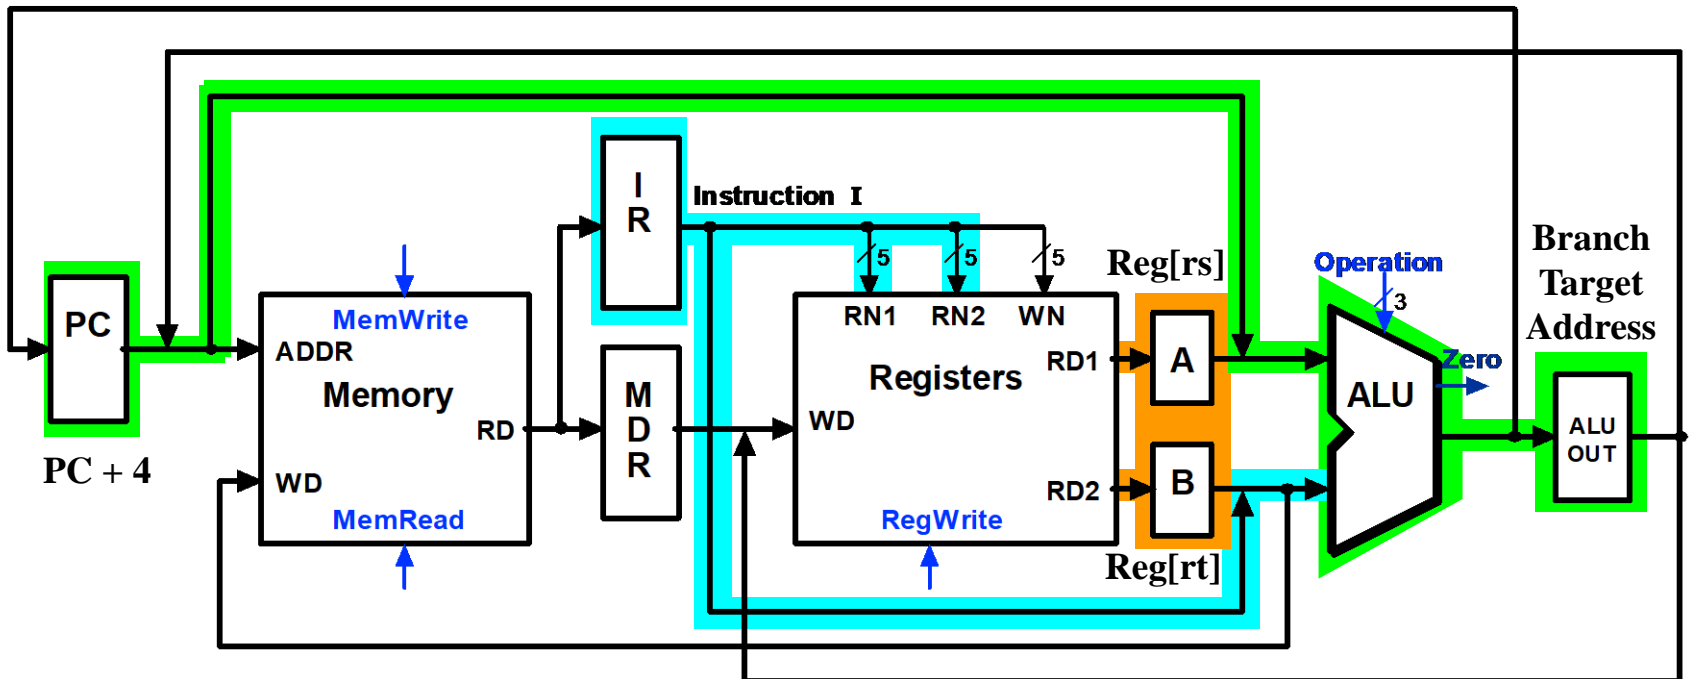 I
R
Instruction I
5
5
5
Reg[rs]
Operation
3
Branch
Target
Address
PC
PC + 4
MemWrite
ADDR
Memory
RD
WD
MemRead
M
D
R
RN1
RN2
WN
RD1
Registers
WD
RD2
RegWrite
A
B
Reg[rt]
Zero
ALU
ALU
OUT